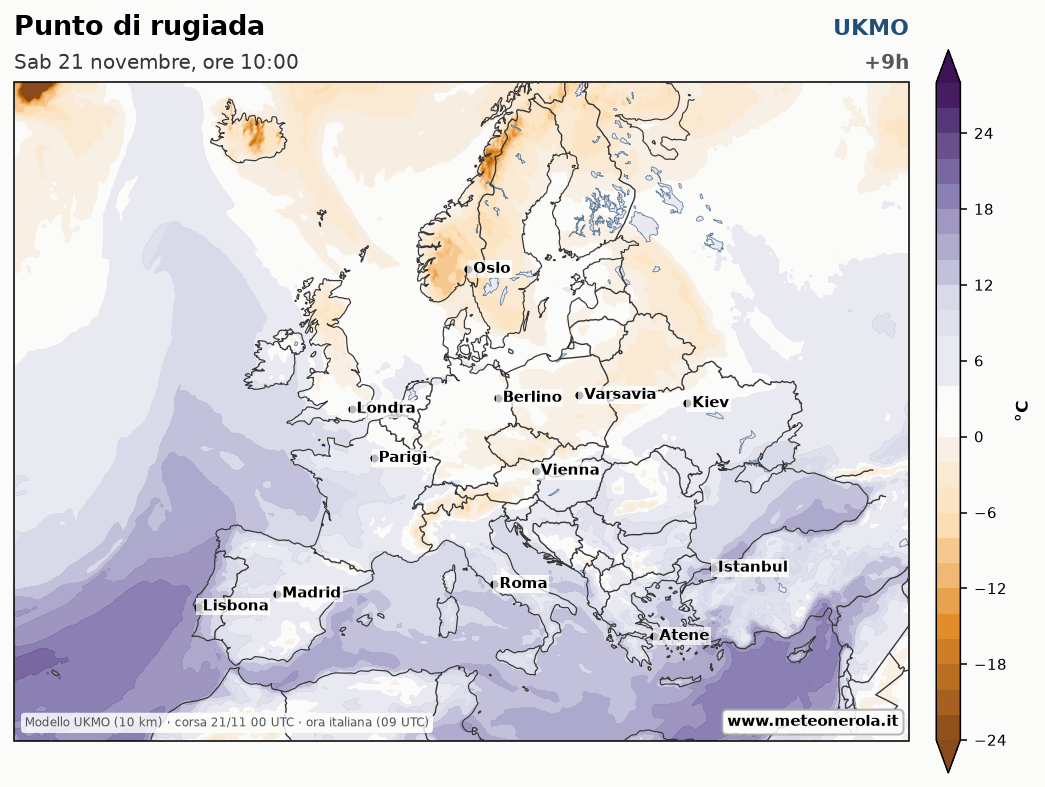 Punto di rugiada
UKMO
Sab 21 novembre, ore 10:00
+9h
Oslo
Londra
Berlino
Varsavia
Kiev
Parigi
Vienna
Istanbul
Madrid
Roma
Lisbona
Atene
Modello UKMO (10 km) · corsa 21/11 00 UTC · ora italiana (09 UTC)
www.meteonerola.it
24
18
12
6
0
−6
−12
−18
−24
°C